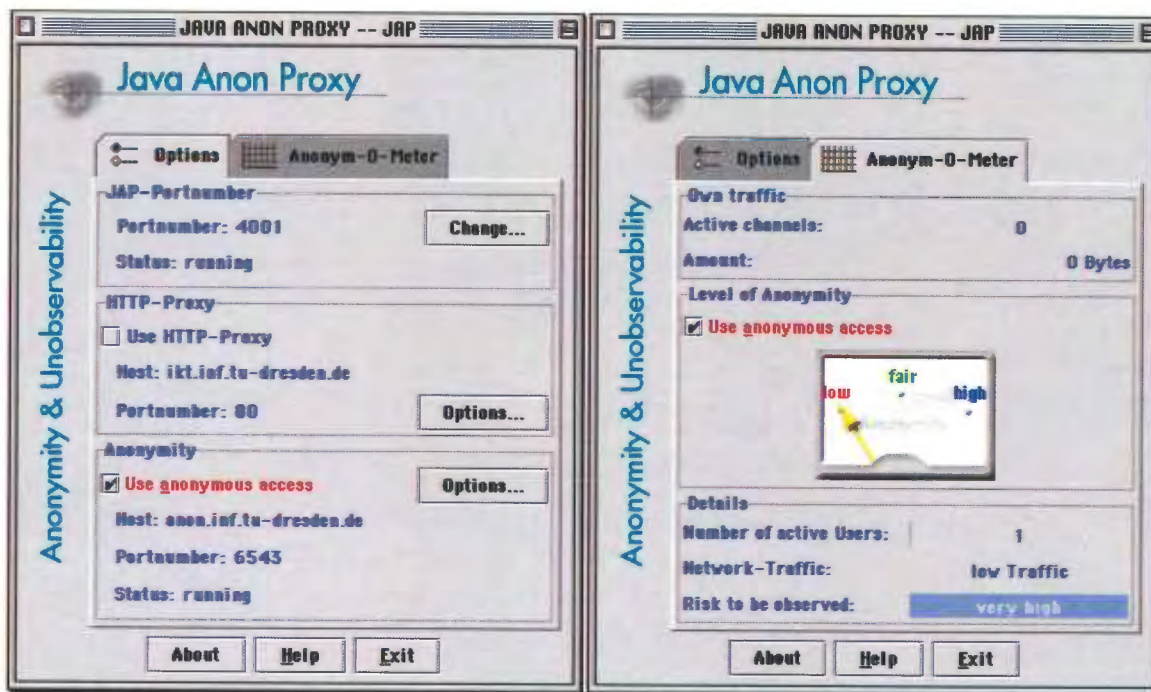 JAVA ANON PROXY -- JAP
Java Anon Proxy
Anonymity & Unobservability
Options
Anonym-O-Meter
JAP-Portnumber
Portnumber: 4001
Change...
Status: running
HTTP-Proxy
Use HTTP-Proxy
Host: ikt.inf.tu-dresden.de
Portnumber: 80
Options...
Anonymity
Use anonymous access
Options...
Host: anon.inf.tu-dresden.de
Portnumber: 6543
Status: running
About
Help
Exit
JAVA ANON PROXY -- JAP
Java Anon Proxy
Anonymity & Unobservability
Options
Anonym-O-Meter
Own traffic
Active channels: 0
Amount: 0 Bytes
Level of Anonymity
Use anonymous access
low
fair
high
Details
Number of active Users: 1
Network-Traffic: low Traffic
Risk to be observed: very high
About
Help
Exit